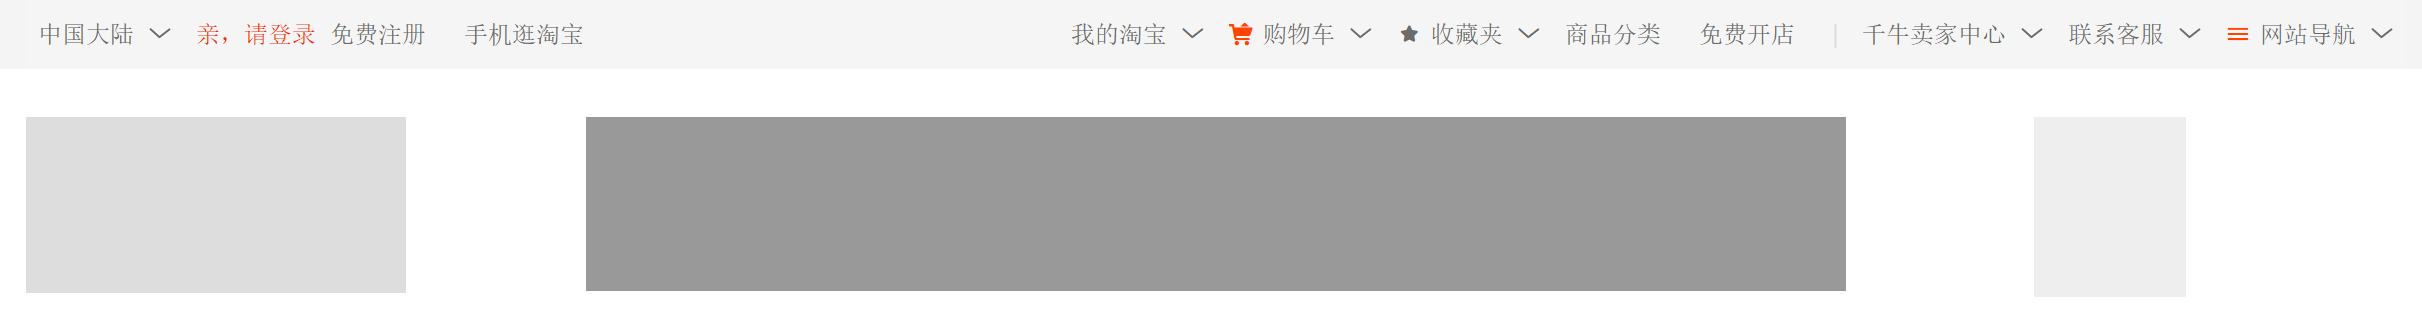 中国大陆 亲，请登录 免费注册 手机逛淘宝 我的淘宝 购物车 收藏夹 商品分类 免费开店 | 千牛卖家中心 联系客服 网站导航